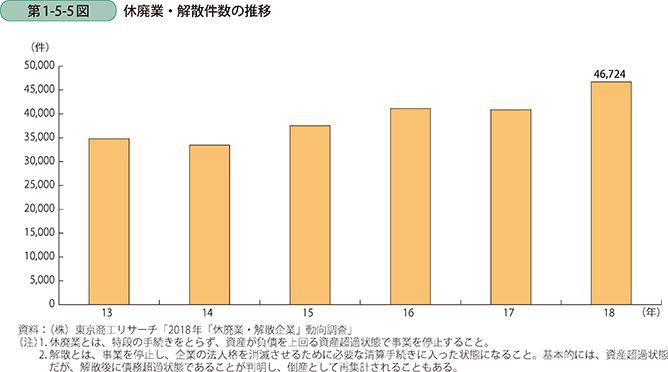 第1-5-5図 休廃業・解散件数の推移
(件)
50,000
46,724
45,000
40,000
35,000
30,000
25,000
20,000
15,000
10,000
5,000
0
13 14 15 16 17 18 (年)
資料：(株) 東京商工リサーチ「2018年「休廃業・解散企業」動向調査」
(注) 1. 休廃業とは、特段の手続きをとらず、資産が負債を上回る資産超過状態で事業を停止すること。
2. 解散とは、事業を停止し、企業の法人格を消滅させるために必要な清算手続きに入った状態になること。基本的には、資産超過状態
だが、解散後に債務超過状態であることが判明し、倒産として再集計されることもある。